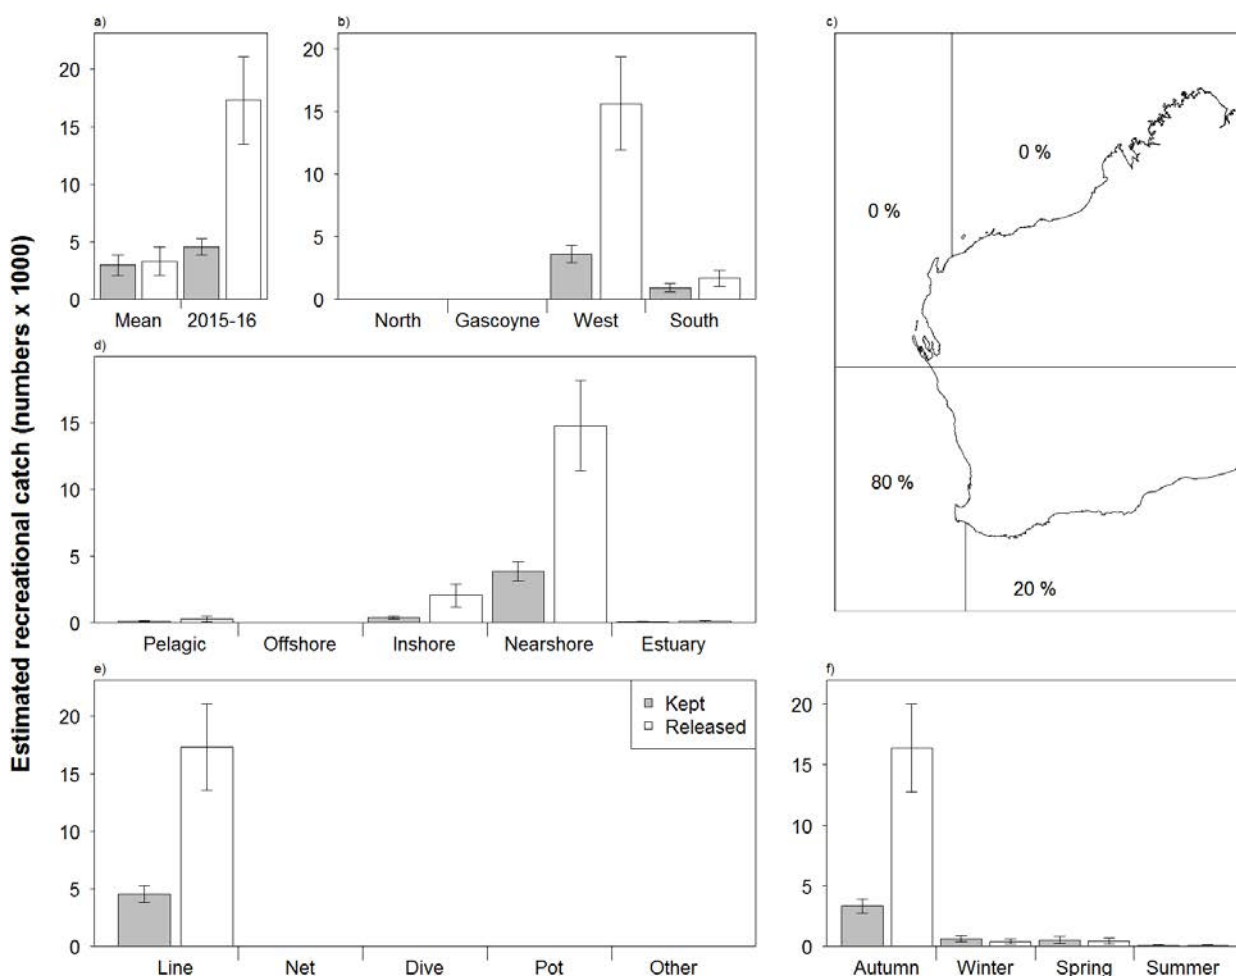 Estimated recreational catch (numbers x 1000)
a)
20
15
10
5
0
Mean 2015-16
b)
20
15
10
5
0
North Gascoyne West South
c)
0 %
0 %
80 %
20 %
d)
15
10
5
0
Pelagic Offshore Inshore Nearshore Estuary
e)
20
15
10
5
0
Kept
Released
Line Net Dive Pot Other
f)
20
15
10
5
0
Autumn Winter Spring Summer